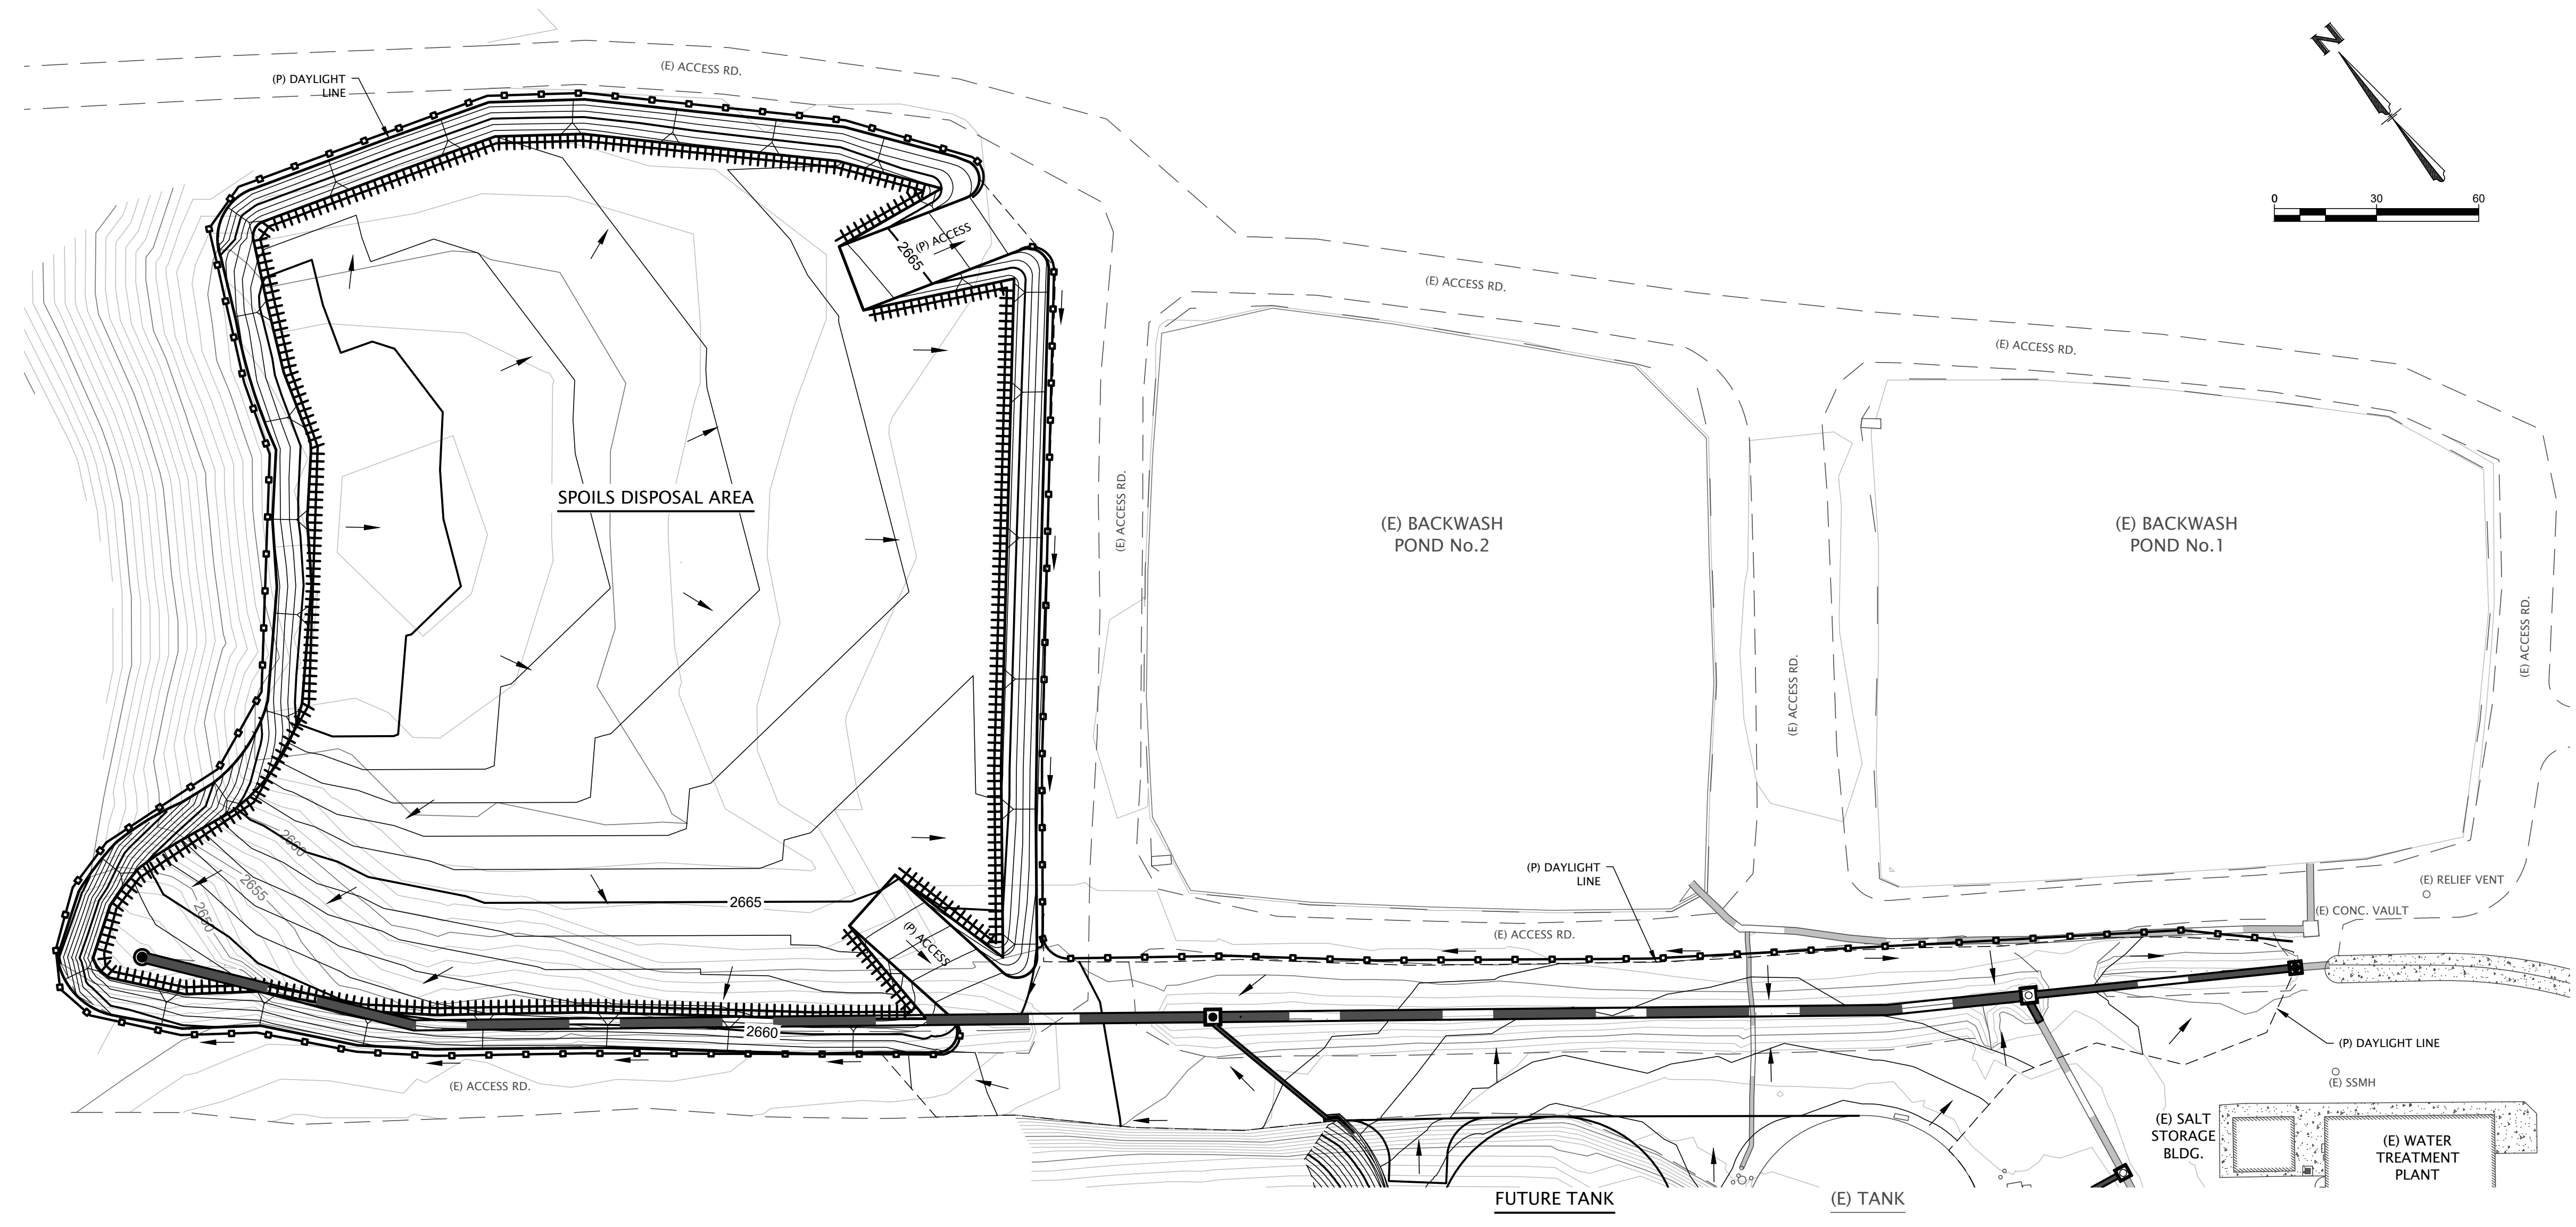 N
0 30 60
(E) ACCESS RD.
(P) DAYLIGHT
LINE
(P) ACCESS
2665
(E) ACCESS RD.
(E) ACCESS RD.
SPOILS DISPOSAL AREA
(E) ACCESS RD.
(E) BACKWASH
POND No.2
(E) BACKWASH
POND No.1
(E) ACCESS RD.
(E) ACCESS RD.
2660
2655
2650
2665
(P) ACCESS
(P) DAYLIGHT
LINE
(E) RELIEF VENT
(E) CONC. VAULT
(E) ACCESS RD.
2660
(P) DAYLIGHT LINE
(E) ACCESS RD.
(E) SSMH
(E) SALT
STORAGE
BLDG.
(E) WATER
TREATMENT
PLANT
FUTURE TANK
(E) TANK